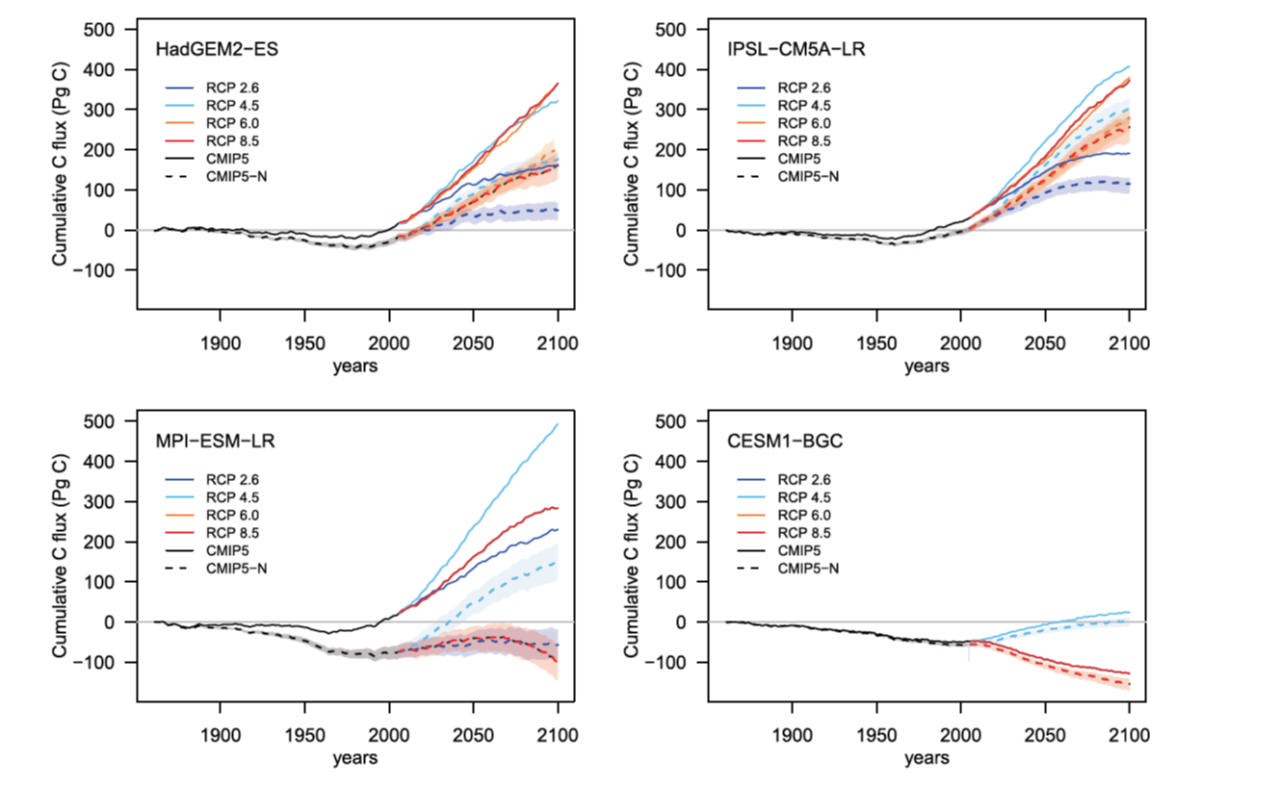 HadGEM2−ES
500
400
300
200
100
0
−100
Cumulative C flux (Pg C)
RCP 2.6
RCP 4.5
RCP 6.0
RCP 8.5
CMIP5
CMIP5−N
1900 1950 2000 2050 2100
years
IPSL−CM5A−LR
500
400
300
200
100
0
−100
Cumulative C flux (Pg C)
RCP 2.6
RCP 4.5
RCP 6.0
RCP 8.5
CMIP5
CMIP5−N
1900 1950 2000 2050 2100
years
MPI−ESM−LR
500
400
300
200
100
0
−100
Cumulative C flux (Pg C)
RCP 2.6
RCP 4.5
RCP 6.0
RCP 8.5
CMIP5
CMIP5−N
1900 1950 2000 2050 2100
years
CESM1−BGC
500
400
300
200
100
0
−100
Cumulative C flux (Pg C)
RCP 2.6
RCP 4.5
RCP 6.0
RCP 8.5
CMIP5
CMIP5−N
1900 1950 2000 2050 2100
years